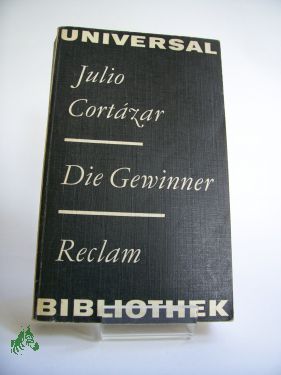 UNIVERSAL
Julio
Cortázar
Die Gewinner
Reclam
BIBLIOTHEK